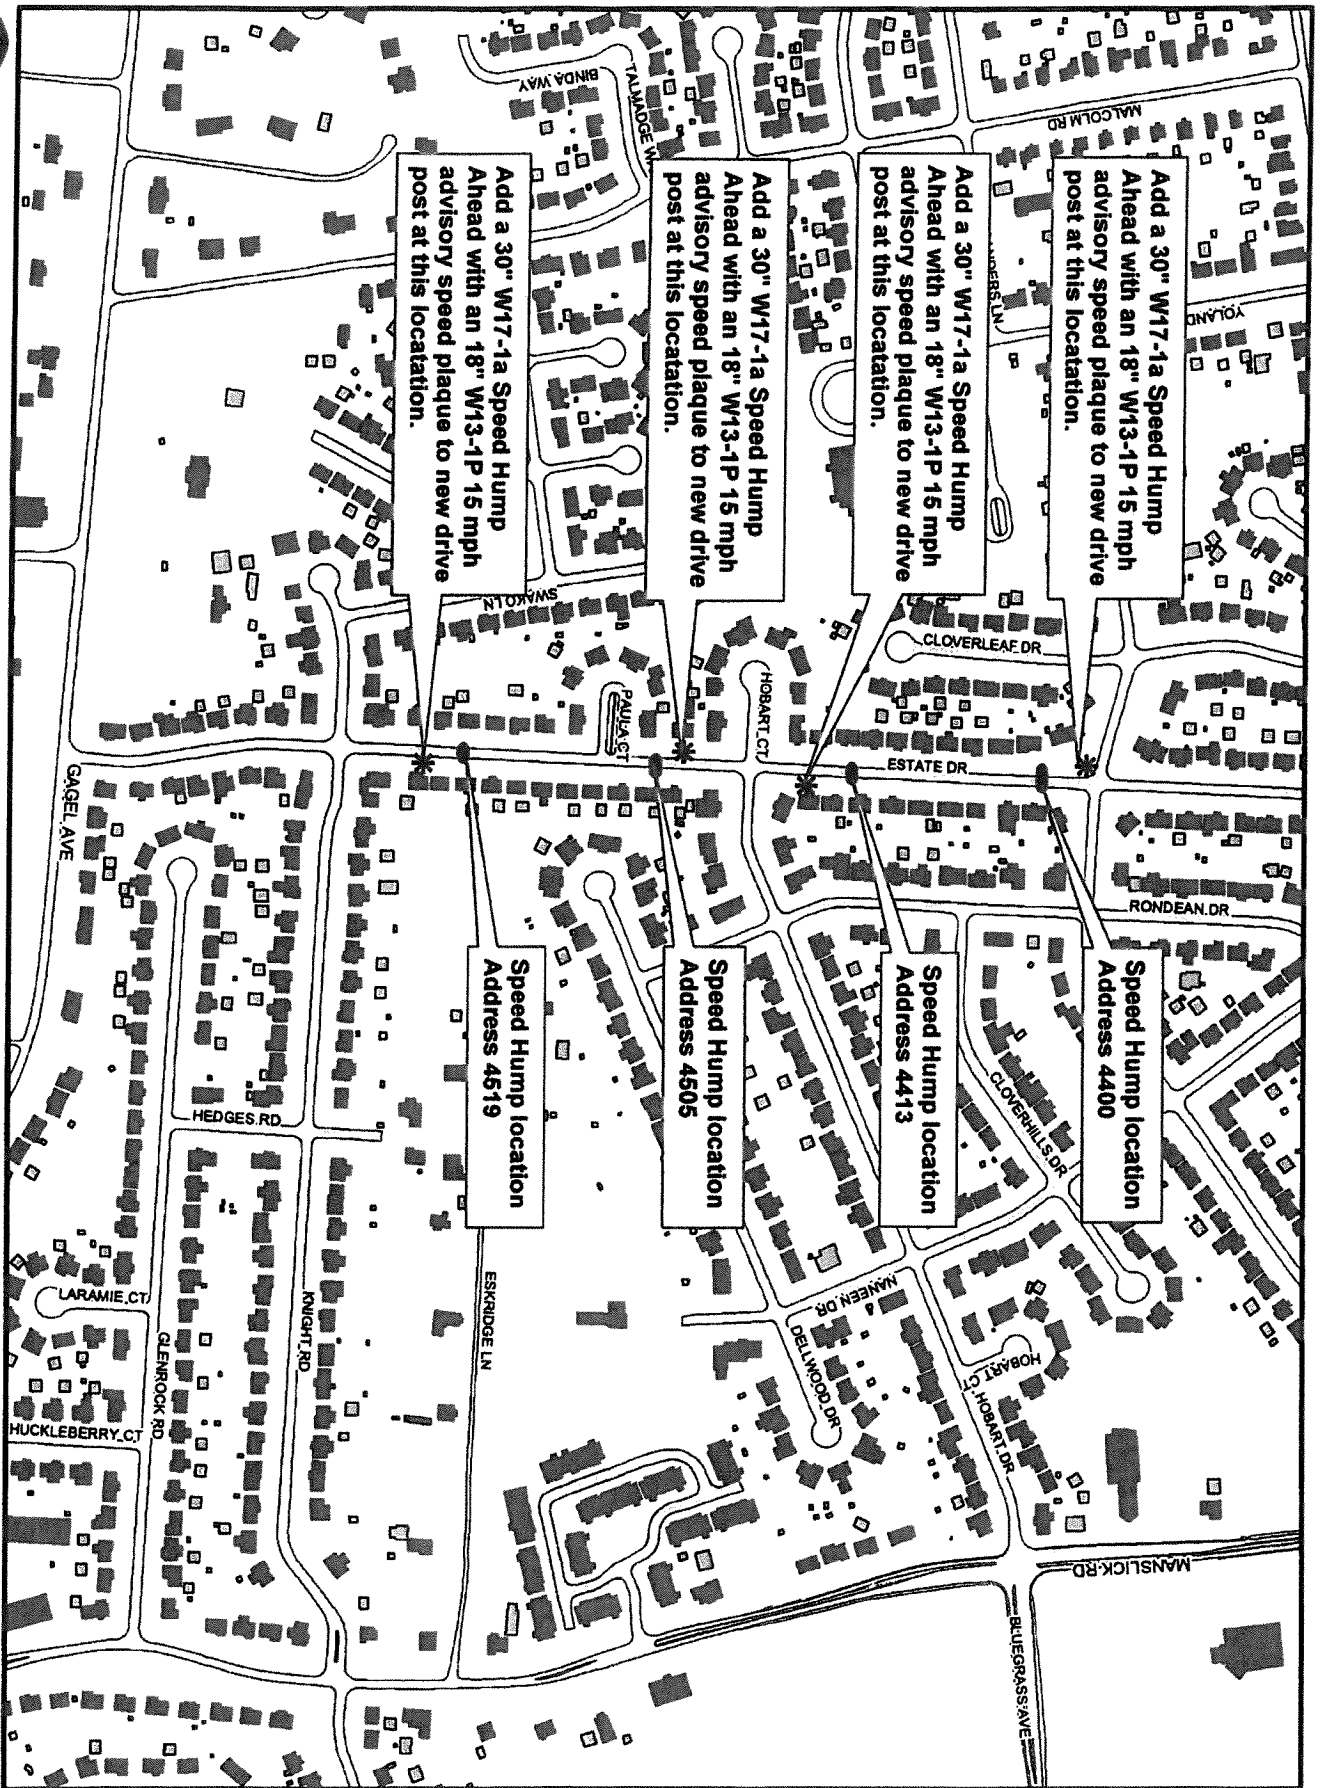 Add a 30" W17-1a Speed Hump
Ahead with an 18" W13-1P 15 mph
advisory speed plaque to new drive
post at this locatation.
Add a 30" W17-1a Speed Hump
Ahead with an 18" W13-1P 15 mph
advisory speed plaque to new drive
post at this locatation.
Add a 30" W17-1a Speed Hump
Ahead with an 18" W13-1P 15 mph
advisory speed plaque to new drive
post at this locatation.
Add a 30" W17-1a Speed Hump
Ahead with an 18" W13-1P 15 mph
advisory speed plaque to new drive
post at this locatation.
Speed Hump location
Address 4400
Speed Hump location
Address 4413
Speed Hump location
Address 4505
Speed Hump location
Address 4519
MALCOLM RD
YOLAND
NDERS LN
TALMADGE W
BINDA WAY
SWAKO LN
CLOVERLEAF DR
HOBART CT
PAULA CT
ESTATE DR
GAGEL AVE
RONDEAN DR
CLOVERHILLS DR
HEDGES RD
NANEEN DR
DELLWOOD DR
HOBART CT
HOBART DR
ESKRIDGE LN
KNIGHT RD
GLENROCK RD
LARAMIE CT
HUCKLEBERRY CT
MANSLICK RD
BLUEGRASS AVE